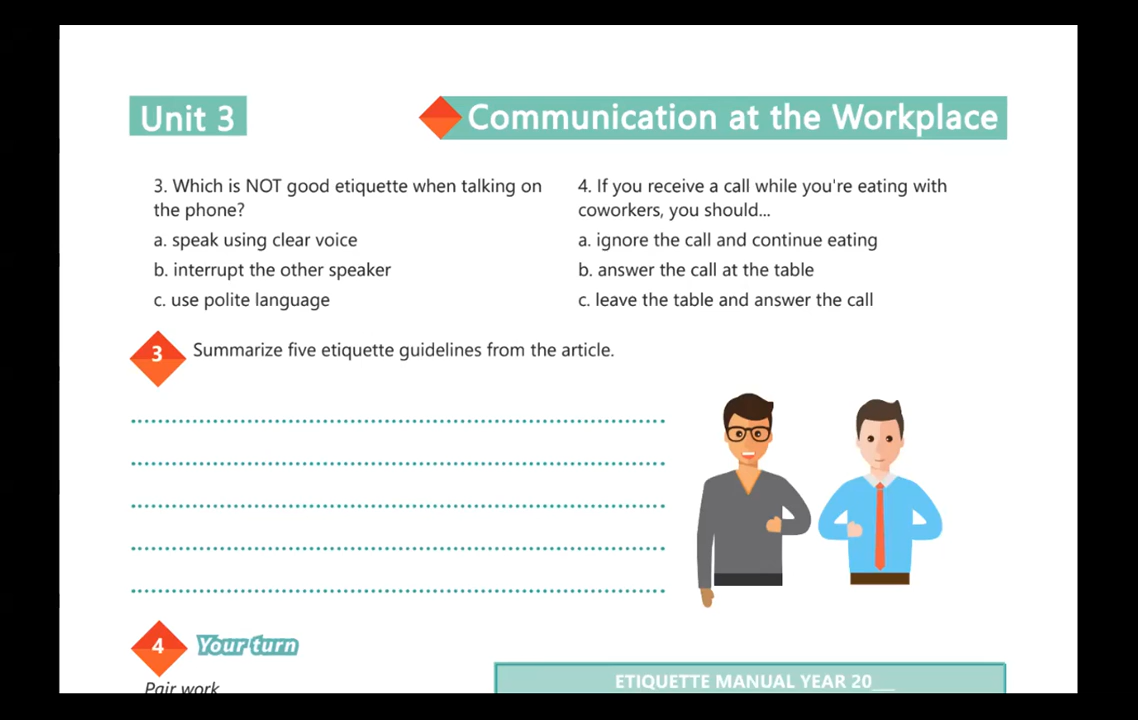 Unit 3
Communication at the Workplace
3. Which is NOT good etiquette when talking on
the phone?
a. speak using clear voice
b. interrupt the other speaker
c. use polite language
4. If you receive a call while you're eating with
coworkers, you should...
a. ignore the call and continue eating
b. answer the call at the table
c. leave the table and answer the call
3 Summarize five etiquette guidelines from the article.
4 Your turn
Pair work
ETIQUETTE MANUAL YEAR 20___